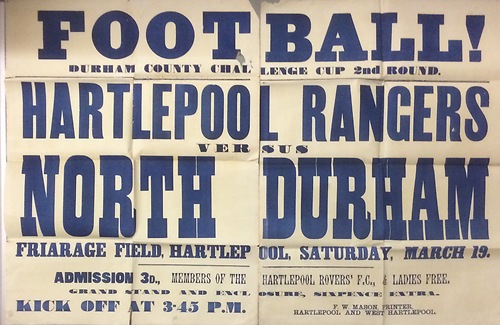 FOOTBALL!
DURHAM COUNTY CHALLENGE CUP 2nd ROUND.
HARTLEPOOL RANGERS
VERSUS
NORTH DURHAM
FRIARAGE FIELD, HARTLEPOOL, SATURDAY, MARCH 19.
ADMISSION 3D., MEMBERS OF THE HARTLEPOOL ROVERS' F.C., & LADIES FREE.
GRAND STAND AND ENCLOSURE, SIXPENCE EXTRA.
KICK OFF AT 3-45 P.M.
F. W. MASON, PRINTER,
HARTLEPOOL AND WEST HARTLEPOOL.